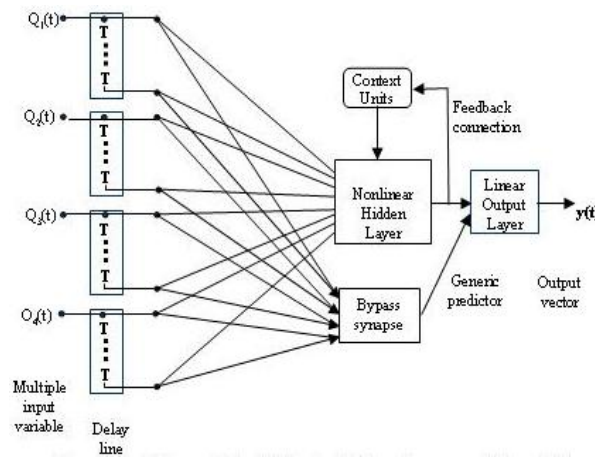 Q₁(t)
T
T
Q₂(t)
T
T
Q₃(t)
T
T
Q₄(t)
T
T
Multiple
input
variable
Delay
line
Context
Units
Feedback
connection
Nonlinear
Hidden
Layer
Linear
Output
Layer
y(t)
Bypass
synapse
Generic
predictor
Output
vector